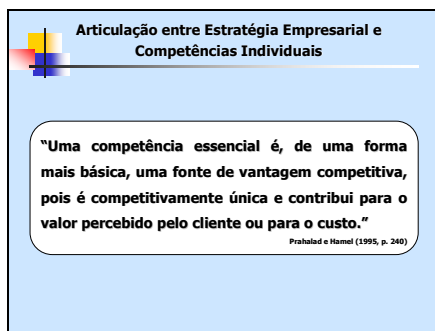 Articulação entre Estratégia Empresarial e
Competências Individuais
“Uma competência essencial é, de uma forma
mais básica, uma fonte de vantagem competitiva,
pois é competitivamente única e contribui para o
valor percebido pelo cliente ou para o custo.”
Prahalad e Hamel (1995, p. 240)